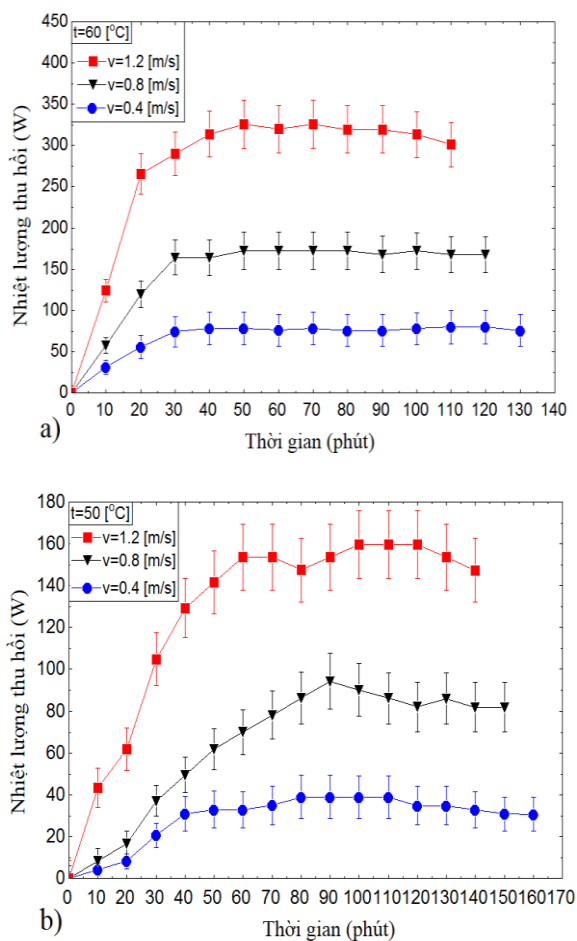 t=60 [°C]
v=1.2 [m/s]
v=0.8 [m/s]
v=0.4 [m/s]
Nhiệt lượng thu hồi (W)
450
400
350
300
250
200
150
100
50
0
0 10 20 30 40 50 60 70 80 90 100 110 120 130 140
a)
Thời gian (phút)
t=50 [°C]
v=1.2 [m/s]
v=0.8 [m/s]
v=0.4 [m/s]
Nhiệt lượng thu hồi (W)
180
160
140
120
100
80
60
40
20
0
0 10 20 30 40 50 60 70 80 90 100 110 120 130 140 150 160 170
b)
Thời gian (phút)